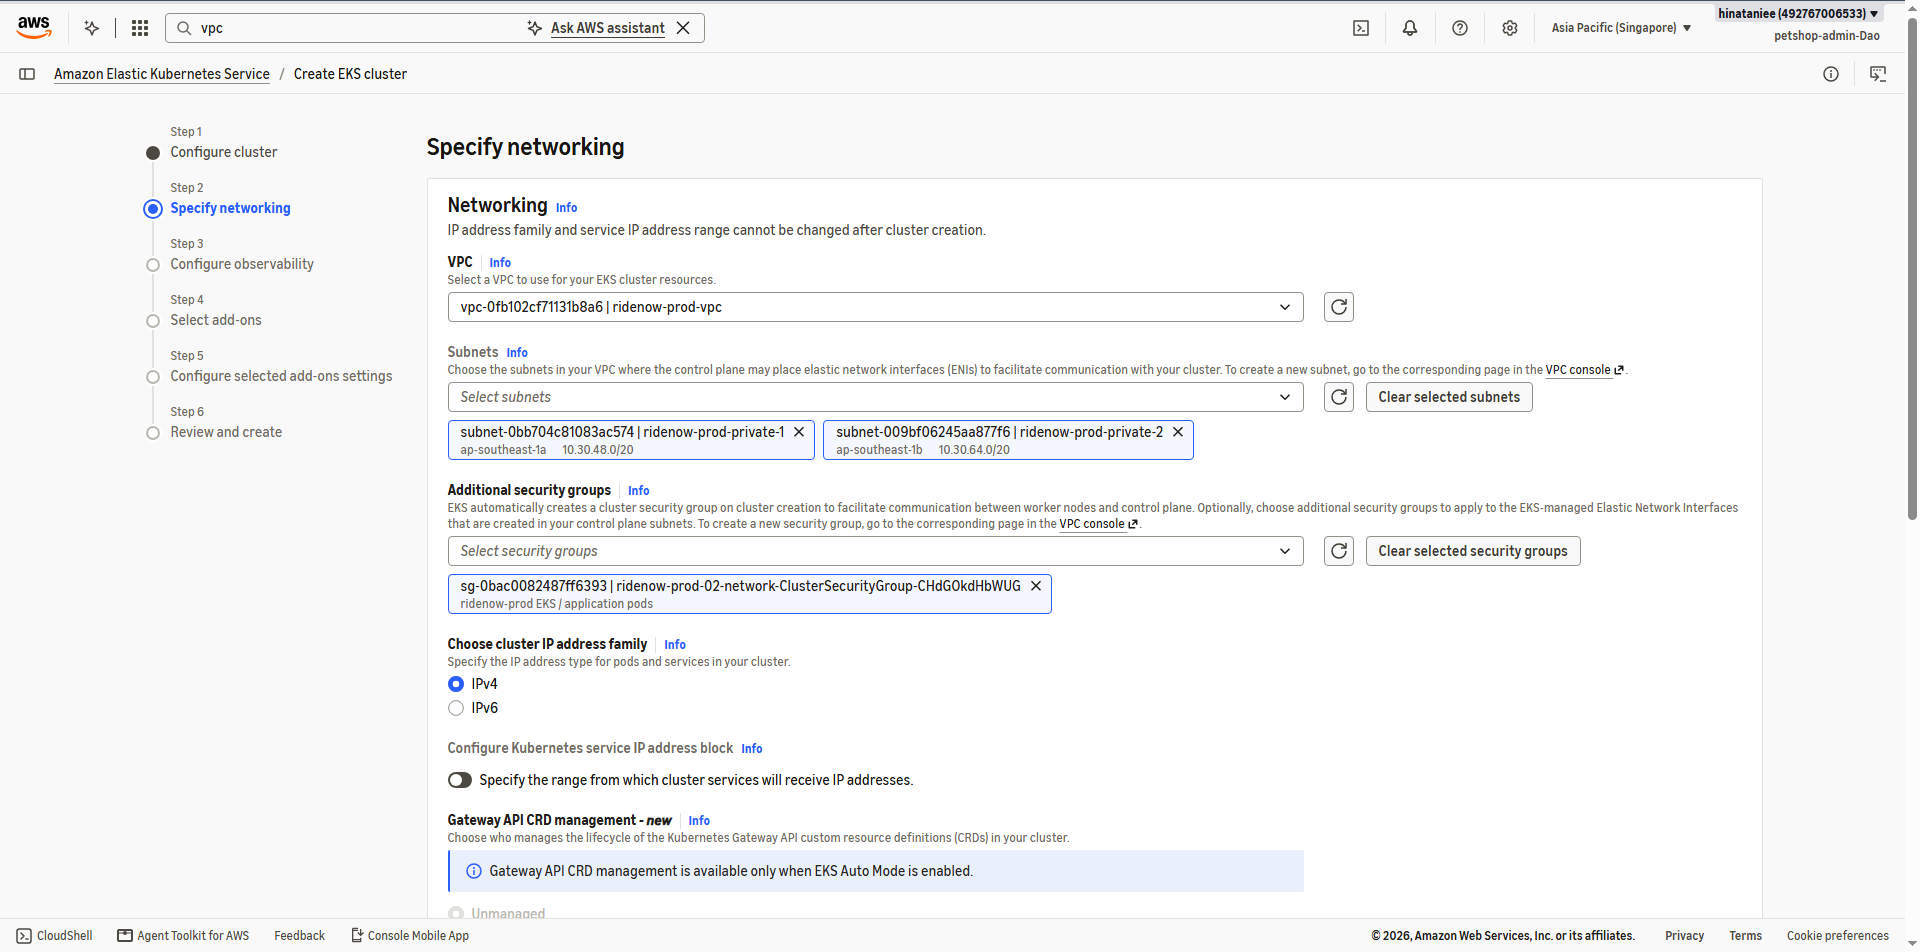 aws
vpc
Ask AWS assistant
Asia Pacific (Singapore)
hinataniee (492767006533)
petshop-admin-Dao
Amazon Elastic Kubernetes Service / Create EKS cluster
Step 1
Configure cluster
Step 2
Specify networking
Step 3
Configure observability
Step 4
Select add-ons
Step 5
Configure selected add-ons settings
Step 6
Review and create
Specify networking
Networking Info
IP address family and service IP address range cannot be changed after cluster creation.
VPC Info
Select a VPC to use for your EKS cluster resources.
vpc-0fb102cf71131b8a6 | ridenow-prod-vpc
Subnets Info
Choose the subnets in your VPC where the control plane may place elastic network interfaces (ENIs) to facilitate communication with your cluster. To create a new subnet, go to the corresponding page in the VPC console.
Select subnets
Clear selected subnets
subnet-0bb704c81083ac574 | ridenow-prod-private-1
ap-southeast-1a 10.30.48.0/20
subnet-009bf06245aa877f6 | ridenow-prod-private-2
ap-southeast-1b 10.30.64.0/20
Additional security groups Info
EKS automatically creates a cluster security group on cluster creation to facilitate communication between worker nodes and control plane. Optionally, choose additional security groups to apply to the EKS-managed Elastic Network Interfaces
that are created in your control plane subnets. To create a new security group, go to the corresponding page in the VPC console.
Select security groups
Clear selected security groups
sg-0bac0082487ff6393 | ridenow-prod-02-network-ClusterSecurityGroup-CHdGOkdHbWUG
ridenow-prod EKS / application pods
Choose cluster IP address family Info
Specify the IP address type for pods and services in your cluster.
IPv4
IPv6
Configure Kubernetes service IP address block Info
Specify the range from which cluster services will receive IP addresses.
Gateway API CRD management - new Info
Choose who manages the lifecycle of the Kubernetes Gateway API custom resource definitions (CRDs) in your cluster.
Gateway API CRD management is available only when EKS Auto Mode is enabled.
Unmanaged
CloudShell
Agent Toolkit for AWS
Feedback
Console Mobile App
© 2026, Amazon Web Services, Inc. or its affiliates.
Privacy
Terms
Cookie preferences